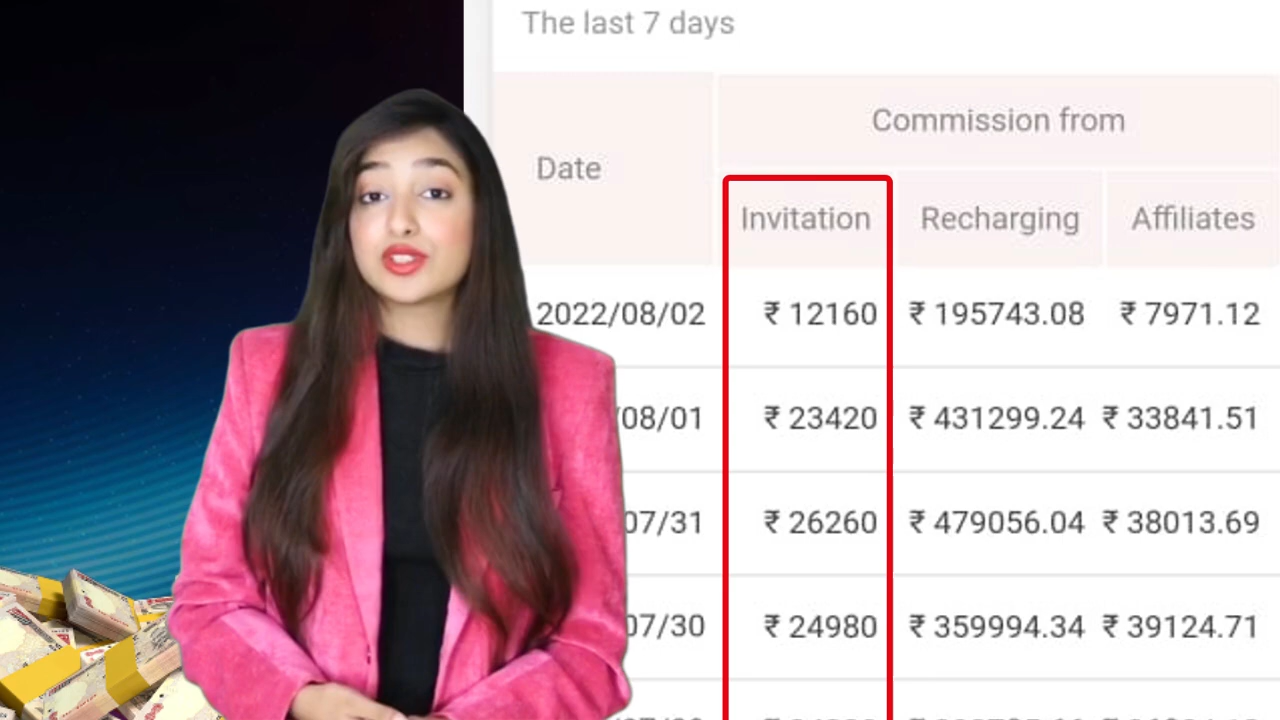 The last 7 days
Commission from
Date
Invitation Recharging Affiliates
2022/08/02 ₹ 12160 ₹ 195743.08 ₹ 7971.12
/08/01 ₹ 23420 ₹ 431299.24 ₹ 33841.51
07/31 ₹ 26260 ₹ 479056.04 ₹ 38013.69
07/30 ₹ 24980 ₹ 359994.34 ₹ 39124.71